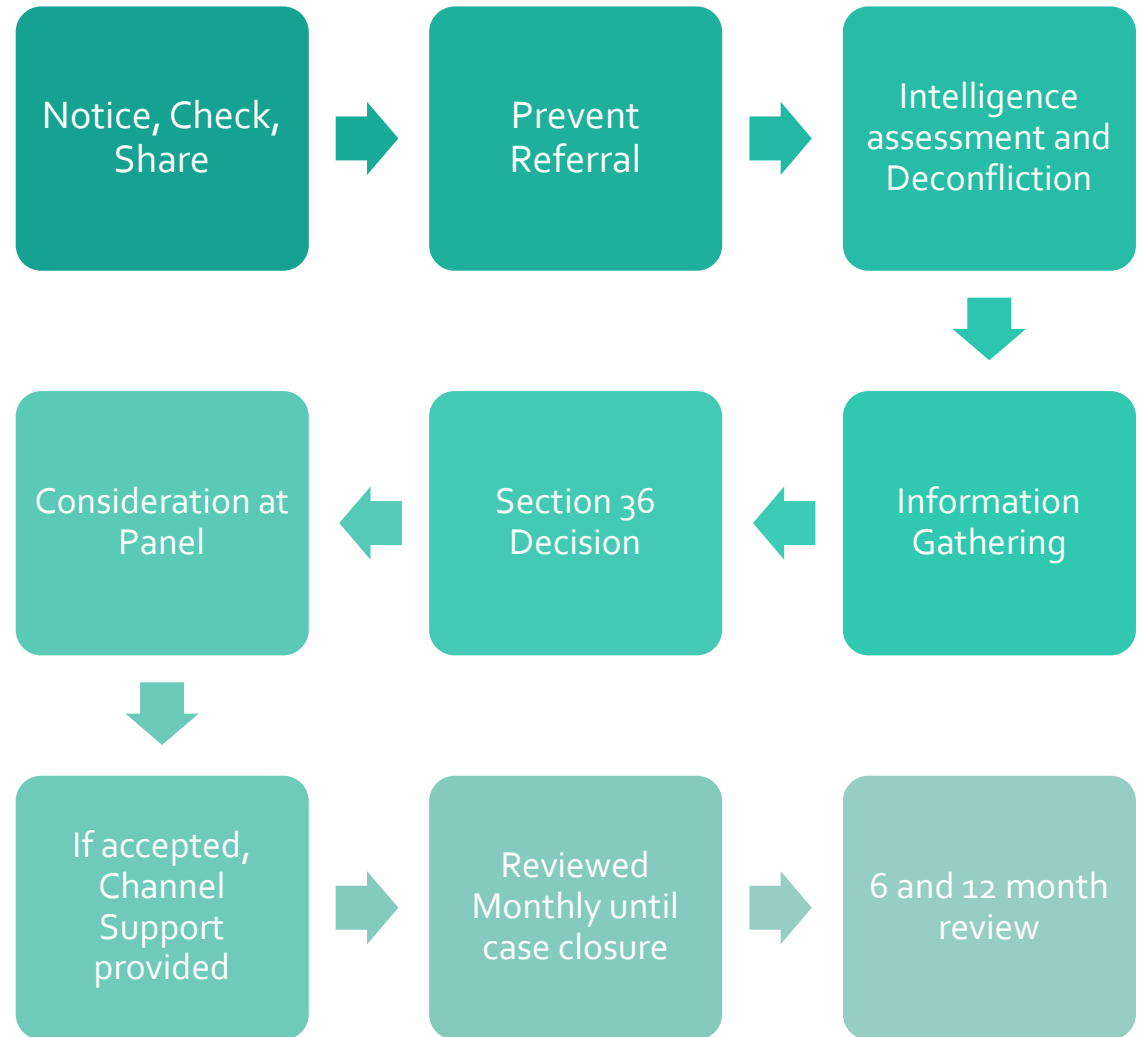 Notice, Check,
Share
Prevent
Referral
Intelligence
assessment and
Deconfliction
Information
Gathering
Section 36
Decision
Consideration at
Panel
If accepted,
Channel
Support
provided
Reviewed
Monthly until
case closure
6 and 12 month
review